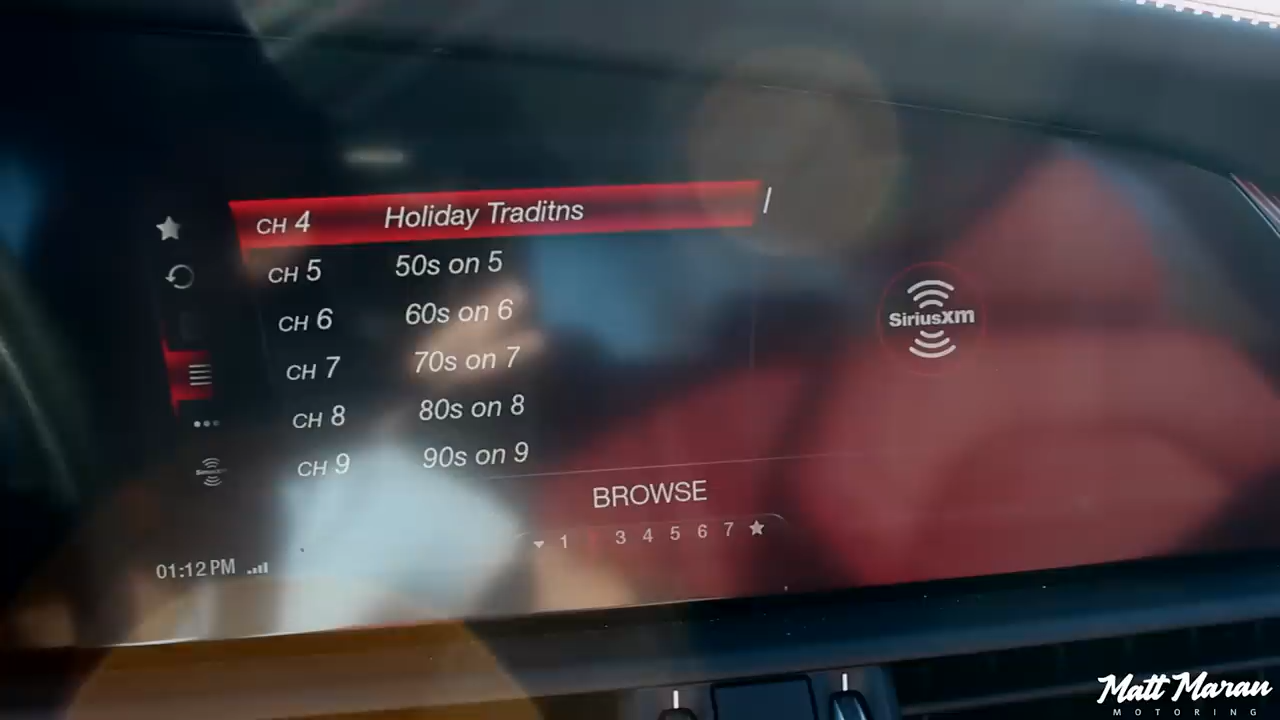 CH 4 Holiday Traditns
CH 5 50s on 5
CH 6 60s on 6
CH 7 70s on 7
CH 8 80s on 8
CH 9 90s on 9
SiriusXM
BROWSE
1 3 4 5 6 7
01:12 PM
Matt Maran
MOTORING